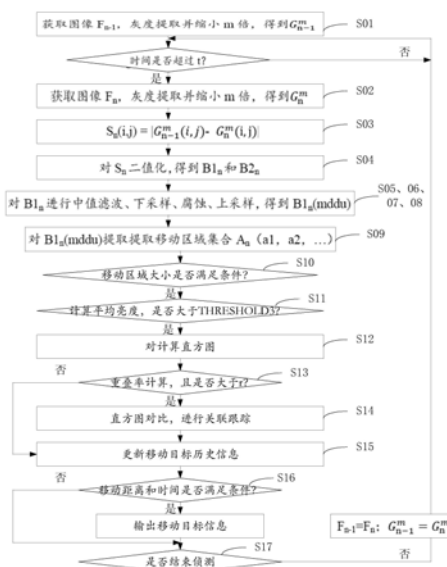 获取图像 Fn-1，灰度提取并缩小 m 倍，得到Gᵐn-1
S01
否
时间是否超过 t？
是
获取图像 Fn，灰度提取并缩小 m 倍，得到Gᵐn
S02
Sn(i,j) = |Gᵐn-1(i,j)- Gᵐn(i,j)|
S03
对 Sn 二值化，得到 B1n 和 B2n
S04
对 B1n 进行中值滤波、下采样、腐蚀、上采样，得到 B1n(mddu)
S05、06、
07、08
对 B1n(mddu)提取提取移动区域集合 An（a1，a2，…）
S09
移动区域大小是否满足条件？
S10
是
计算平均亮度，是否大于THRESHOLD3？
S11
是
对计算直方图
S12
否
重叠率计算，且是否大于r？
S13
是
直方图对比，进行关联跟踪
S14
更新移动目标历史信息
S15
否
移动距离和时间是否满足条件？
S16
是
输出移动目标信息
Fn-1=Fn; Gᵐn-1 = Gᵐn
是否结束侦测
S17
否